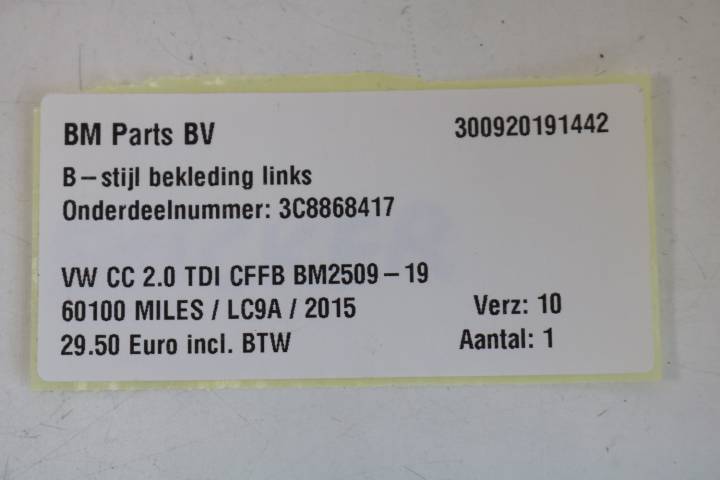 BM Parts BV 300920191442
B-stijl bekleding links
Onderdeelnummer: 3C8868417
VW CC 2.0 TDI CFFB BM2509-19
60100 MILES / LC9A / 2015 Verz: 10
29.50 Euro incl. BTW Aantal: 1